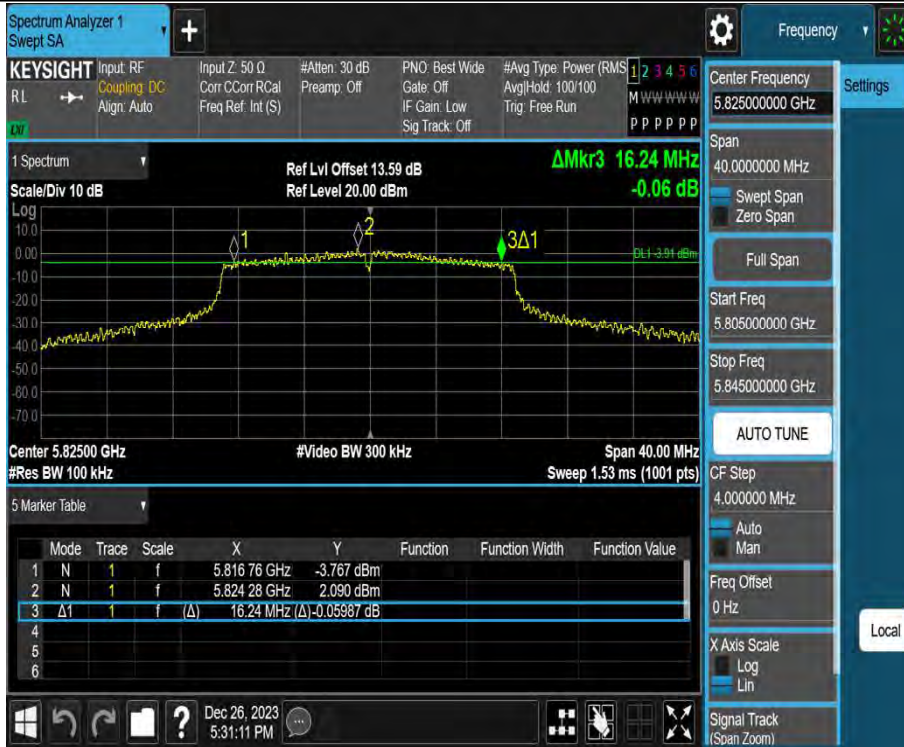 Spectrum Analyzer 1
Swept SA
+
Frequency
KEYSIGHT
RL
LXI
Input: RF
Coupling: DC
Align: Auto
Input Z: 50 Ω
Corr CCorr RCal
Freq Ref: Int (S)
#Atten: 30 dB
Preamp: Off
PNO: Best Wide
Gate: Off
IF Gain: Low
Sig Track: Off
#Avg Type: Power (RMS
Avg|Hold: 100/100
Trig: Free Run
1 2 3 4 5 6
M W W W W W
P P P P P P
1 Spectrum
Scale/Div 10 dB
Ref Lvl Offset 13.59 dB
Ref Level 20.00 dBm
ΔMkr3 16.24 MHz
-0.06 dB
Log
10.0
0.00
-10.0
-20.0
-30.0
-40.0
-50.0
-60.0
-70.0
1
2
3Δ1
DL1 -3.91 dBm
Center 5.82500 GHz
#Res BW 100 kHz
#Video BW 300 kHz
Span 40.00 MHz
Sweep 1.53 ms (1001 pts)
5 Marker Table
Mode Trace Scale X Y Function Function Width Function Value
1 N 1 f 5.816 76 GHz -3.767 dBm
2 N 1 f 5.824 28 GHz 2.090 dBm
3 Δ1 1 f (Δ) 16.24 MHz (Δ) -0.05987 dB
4
5
6
Dec 26, 2023
5:31:11 PM
?
Center Frequency
5.825000000 GHz
Settings
Span
40.0000000 MHz
Swept Span
Zero Span
Full Span
Start Freq
5.805000000 GHz
Stop Freq
5.845000000 GHz
AUTO TUNE
CF Step
4.000000 MHz
Auto
Man
Freq Offset
0 Hz
Local
X Axis Scale
Log
Lin
Signal Track
(Span Zoom)